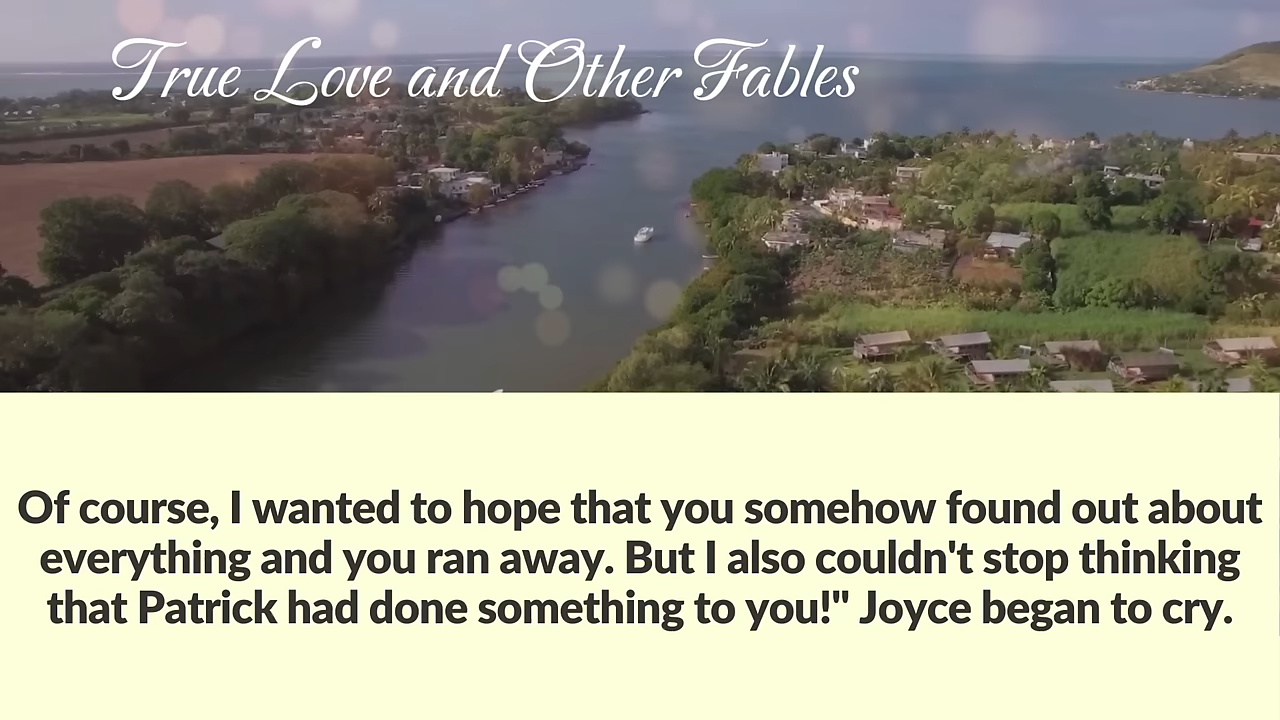 True Love and Other Fables
Of course, I wanted to hope that you somehow found out about
everything and you ran away. But I also couldn't stop thinking
that Patrick had done something to you!" Joyce began to cry.